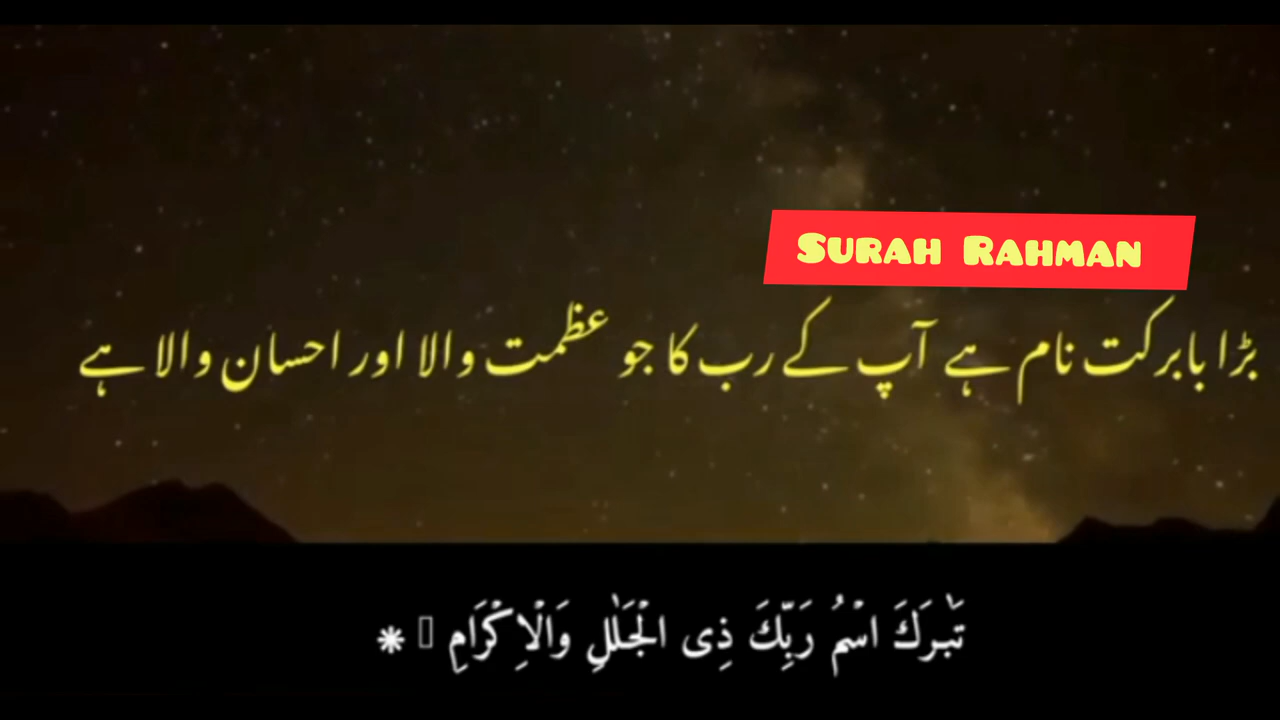 SURAH RAHMAN
بڑا بابرکت نام ہے آپ کے رب کا جو عظمت والا اور احسان والا ہے
تَبٰرَكَ اسْمُ رَبِّكَ ذِى الْجَلٰلِ وَالْاِكْرَامِ ▯ *